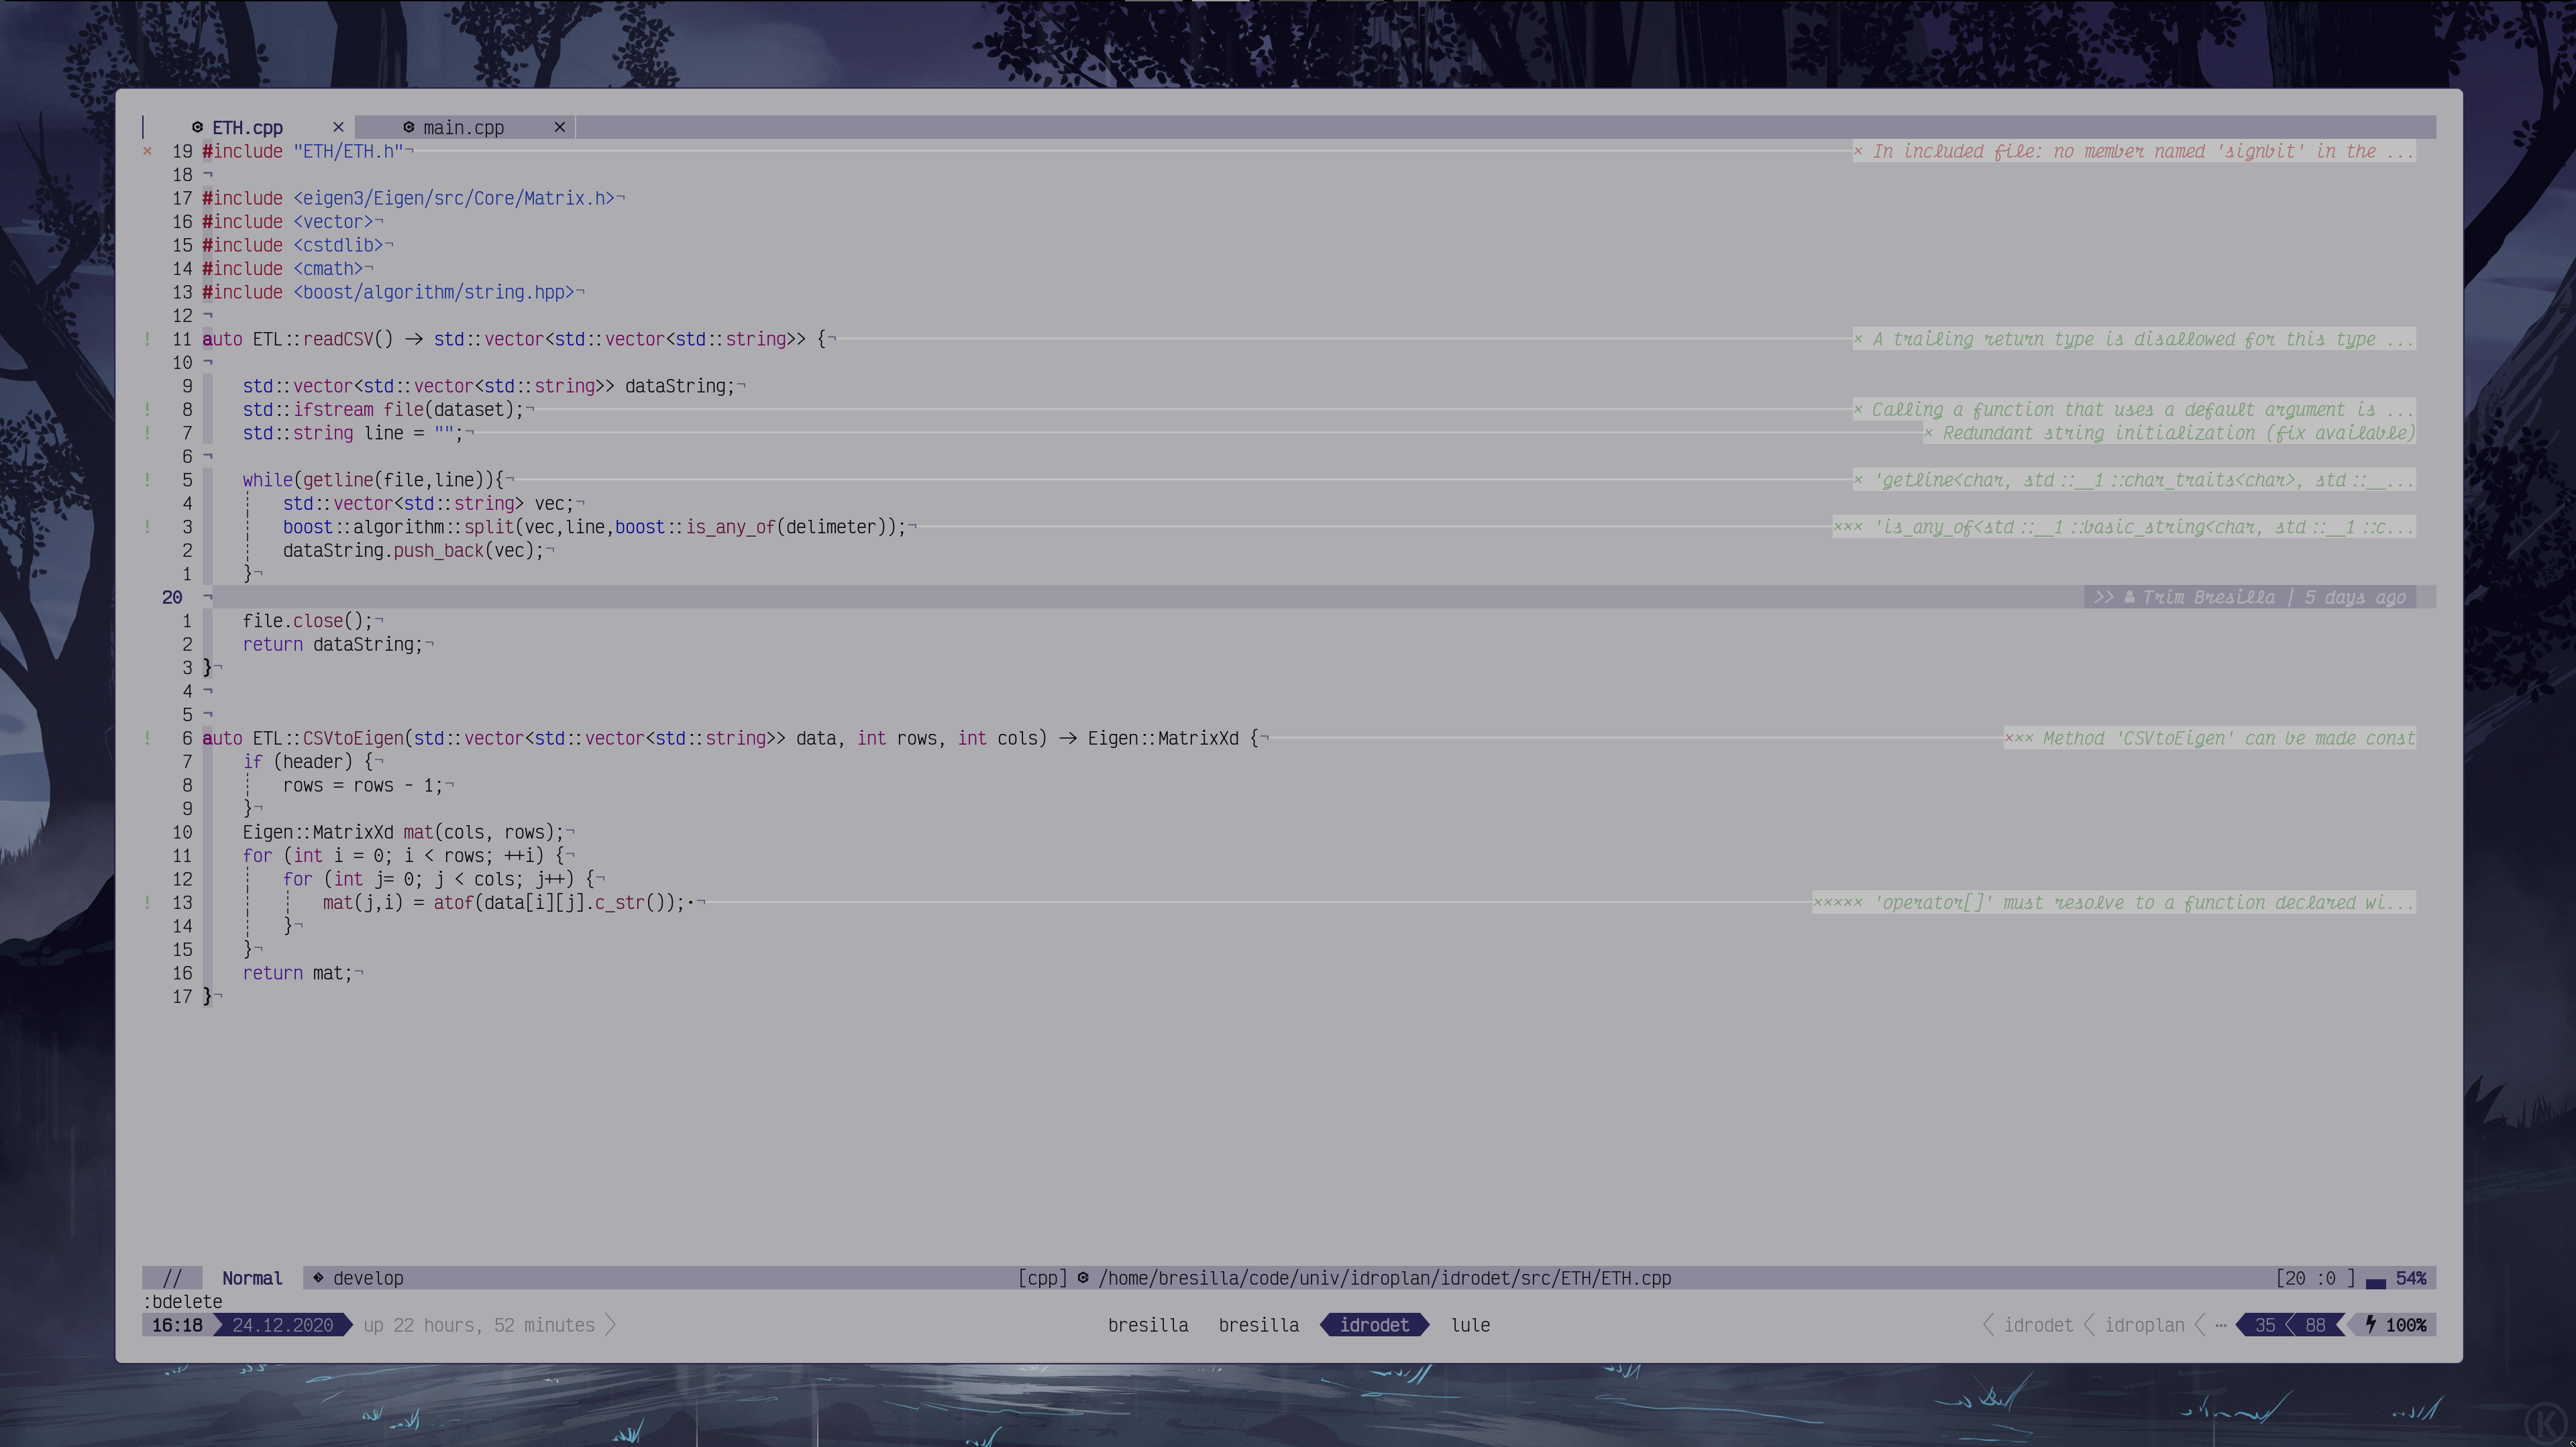 ETH.cpp × main.cpp ×
× 19 #include "ETH/ETH.h"¬ × In included file: no member named 'signbit' in the ...
18 ¬
17 #include <eigen3/Eigen/src/Core/Matrix.h>¬
16 #include <vector>¬
15 #include <cstdlib>¬
14 #include <cmath>¬
13 #include <boost/algorithm/string.hpp>¬
12 ¬
! 11 auto ETL::readCSV() -> std::vector<std::vector<std::string>> {¬ × A trailing return type is disallowed for this type ...
10 ¬
9 std::vector<std::vector<std::string>> dataString;¬
! 8 std::ifstream file(dataset);¬ × Calling a function that uses a default argument is ...
! 7 std::string line = "";¬ × Redundant string initialization (fix available)
6 ¬
! 5 while(getline(file,line)){¬ × 'getline<char, std::__1::char_traits<char>, std::__...
4 std::vector<std::string> vec;¬
! 3 boost::algorithm::split(vec,line,boost::is_any_of(delimeter));¬ ××× 'is_any_of<std::__1::basic_string<char, std::__1::c...
2 dataString.push_back(vec);¬
1 }¬
20 ¬ >> Trim Bresilla | 5 days ago
1 file.close();¬
2 return dataString;¬
3 }¬
4 ¬
5 ¬
! 6 auto ETL::CSVtoEigen(std::vector<std::vector<std::string>> data, int rows, int cols) -> Eigen::MatrixXd {¬ ××× Method 'CSVtoEigen' can be made const
7 if (header) {¬
8 rows = rows - 1;¬
9 }¬
10 Eigen::MatrixXd mat(cols, rows);¬
11 for (int i = 0; i < rows; ++i) {¬
12 for (int j= 0; j < cols; j++) {¬
! 13 mat(j,i) = atof(data[i][j].c_str());·¬ ××××× 'operator[]' must resolve to a function declared wi...
14 }¬
15 }¬
16 return mat;¬
17 }¬
// Normal develop [cpp] /home/bresilla/code/univ/idroplan/idrodet/src/ETH/ETH.cpp [20 :0 ] 54%
:bdelete
16:18 24.12.2020 up 22 hours, 52 minutes bresilla bresilla idrodet lule idrodet idroplan ⋯ 35 88 100%
K